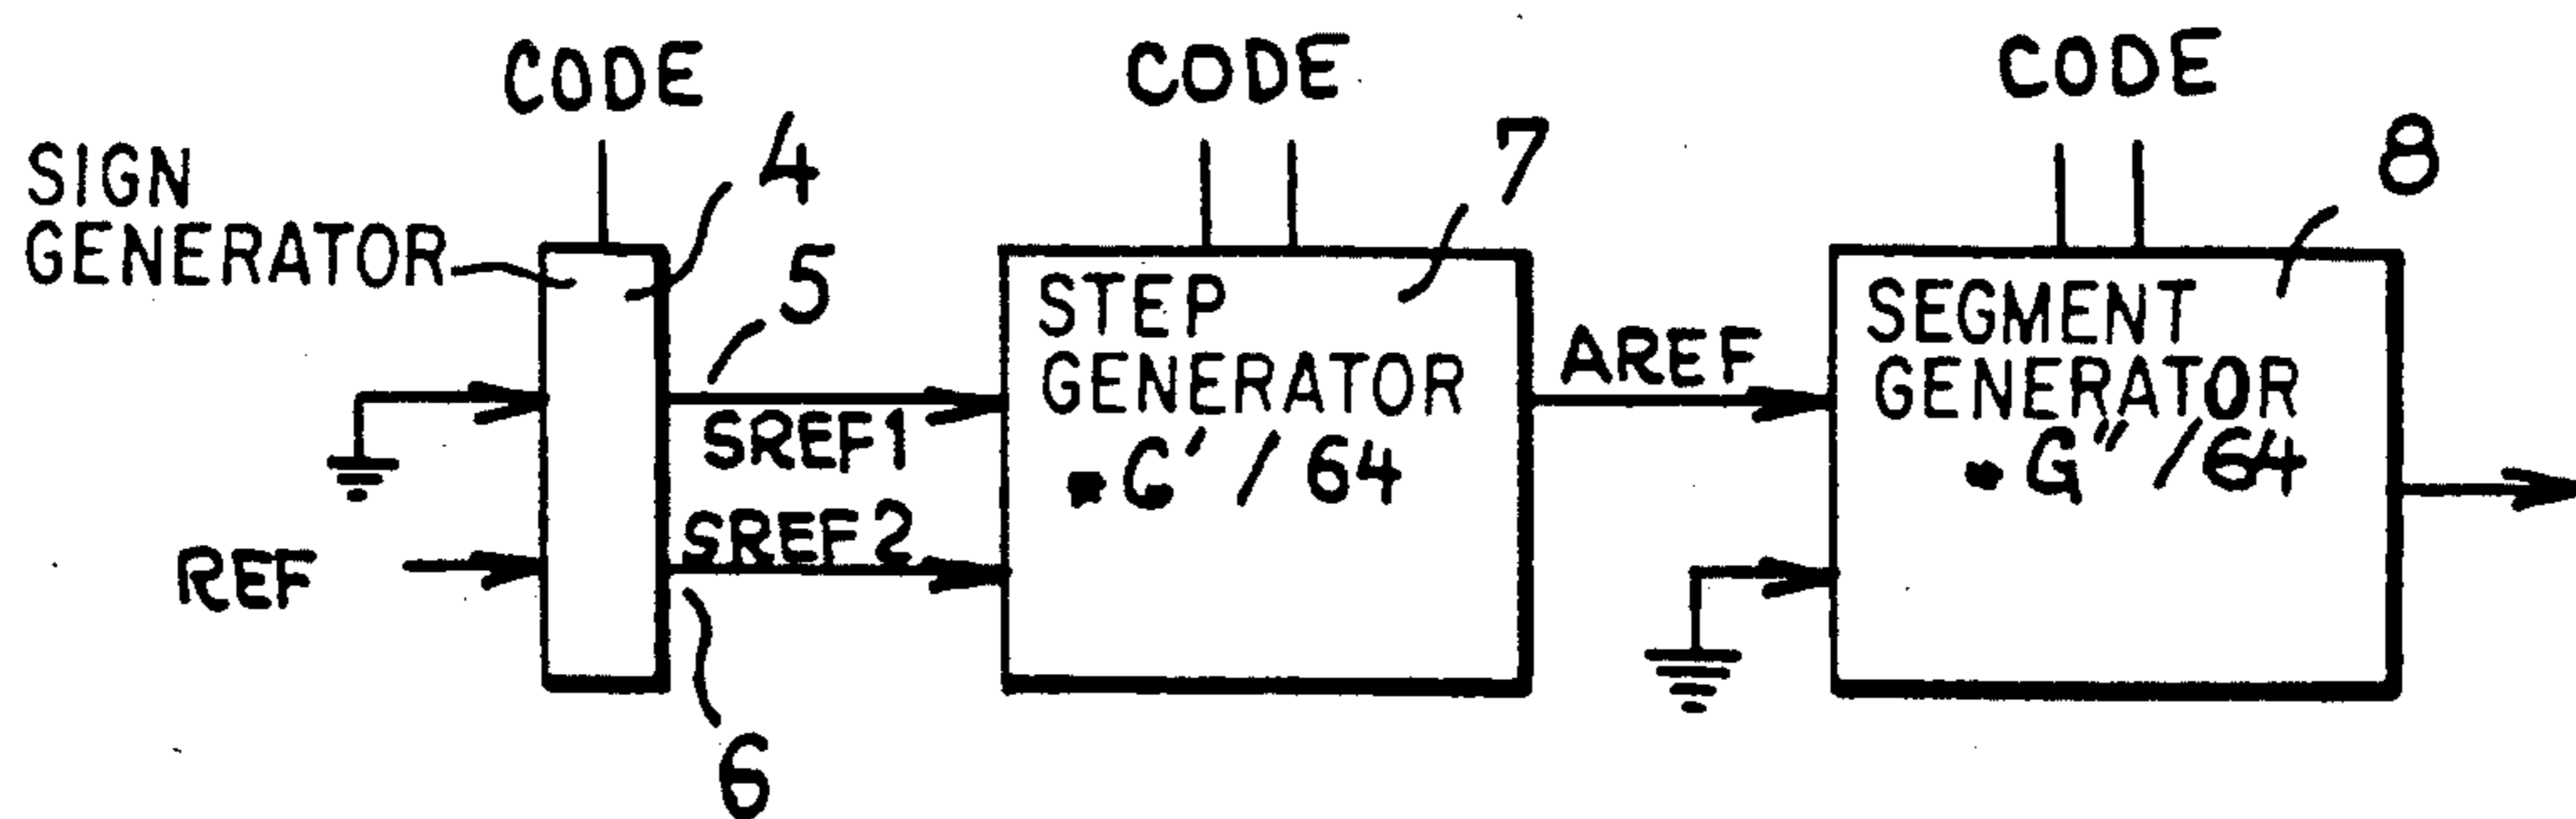 CODE
CODE
CODE
SIGN
GENERATOR
4
7
8
5
STEP
GENERATOR
• G' / 64
SEGMENT
GENERATOR
• G" / 64
AREF
SREF1
SREF2
REF
6